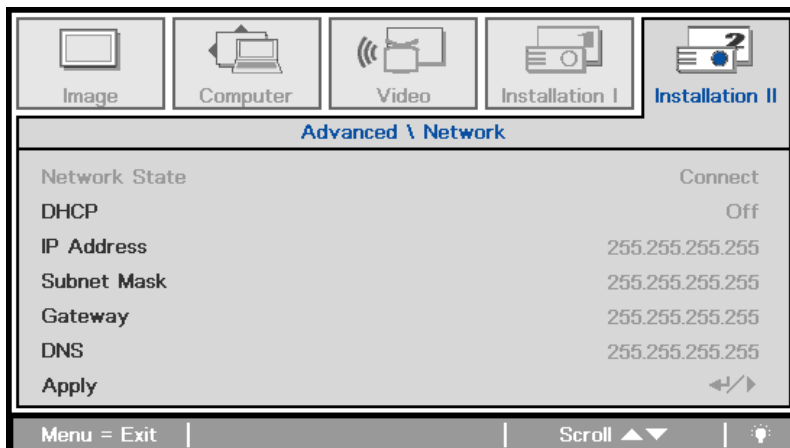 Image Computer Video Installation I Installation II
Advanced \ Network
Network State Connect
DHCP Off
IP Address 255.255.255.255
Subnet Mask 255.255.255.255
Gateway 255.255.255.255
DNS 255.255.255.255
Apply
Menu = Exit Scroll